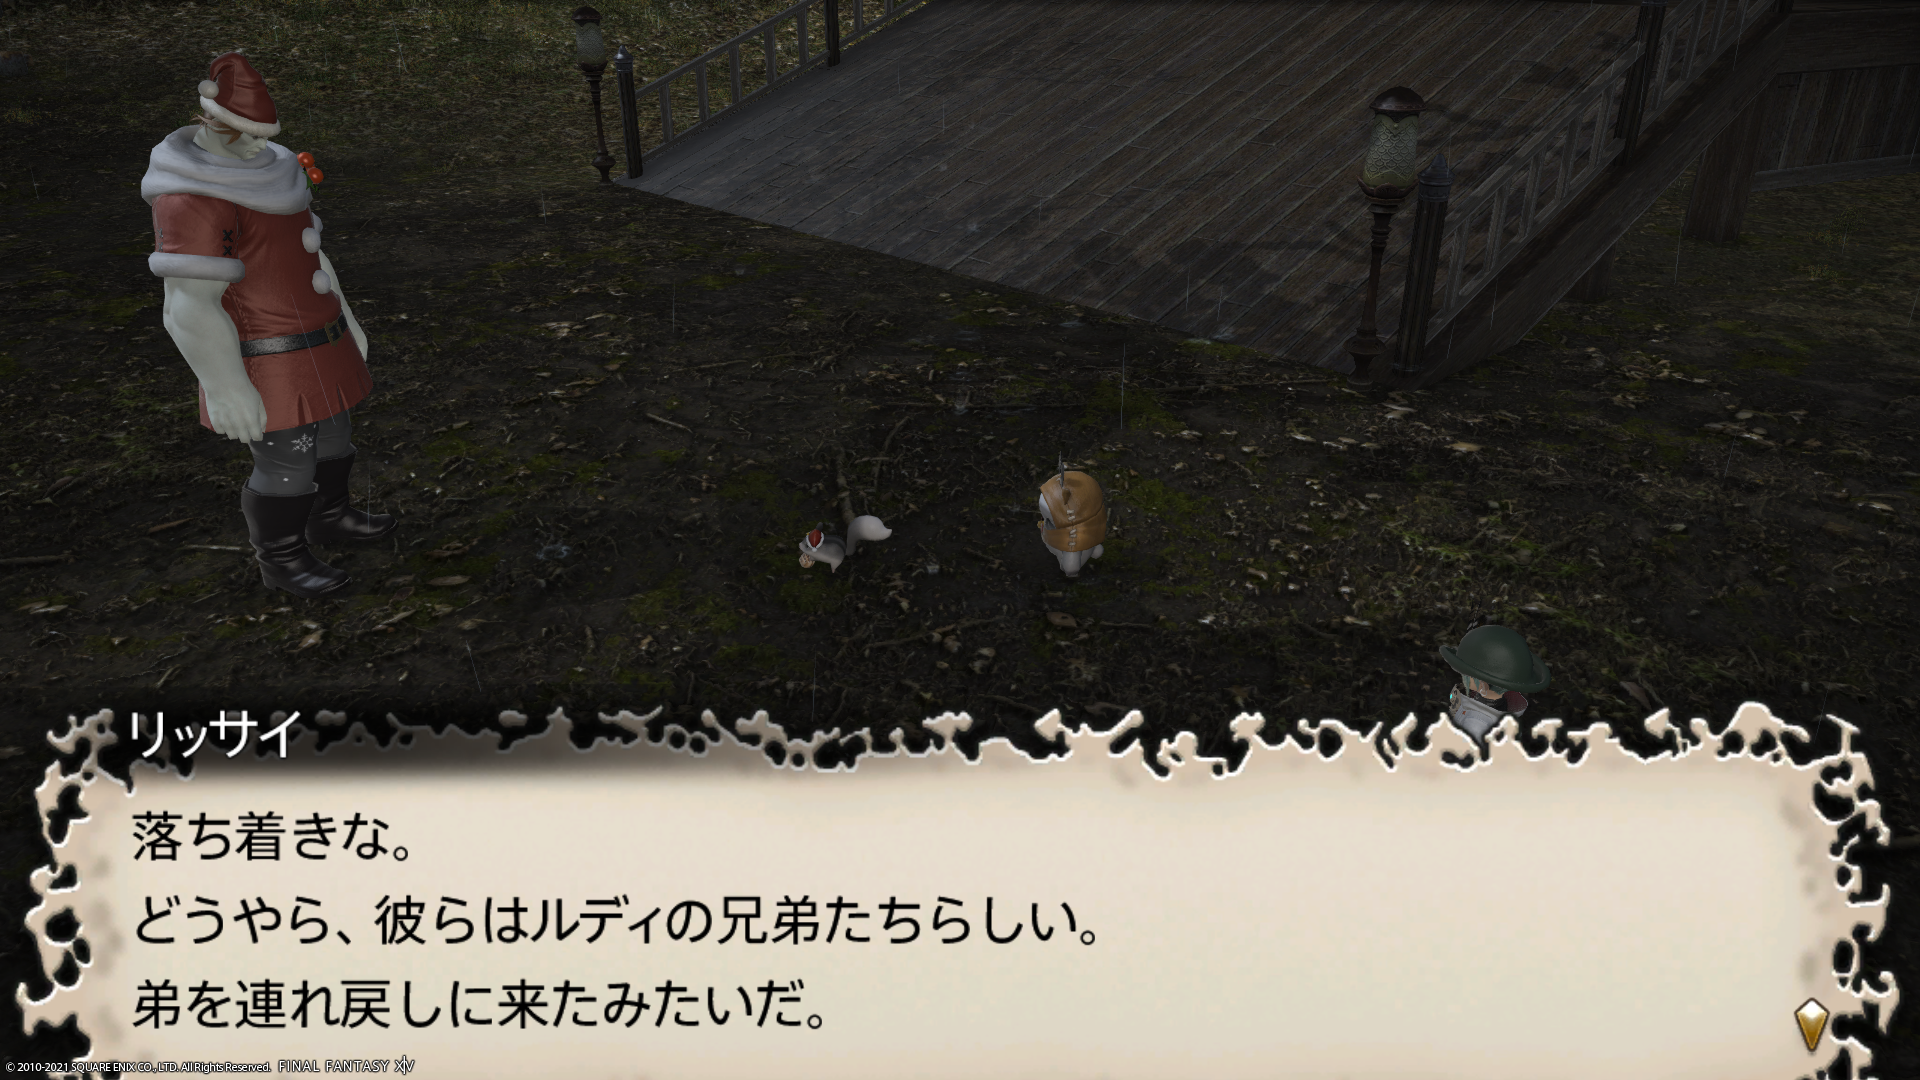 リッサイ
落ち着きな。
どうやら、彼らはルディの兄弟たちらしい。
弟を連れ戻しに来たみたいだ。
© 2010-2021 SQUARE ENIX CO., LTD. All Rights Reserved. FINAL FANTASY XIV